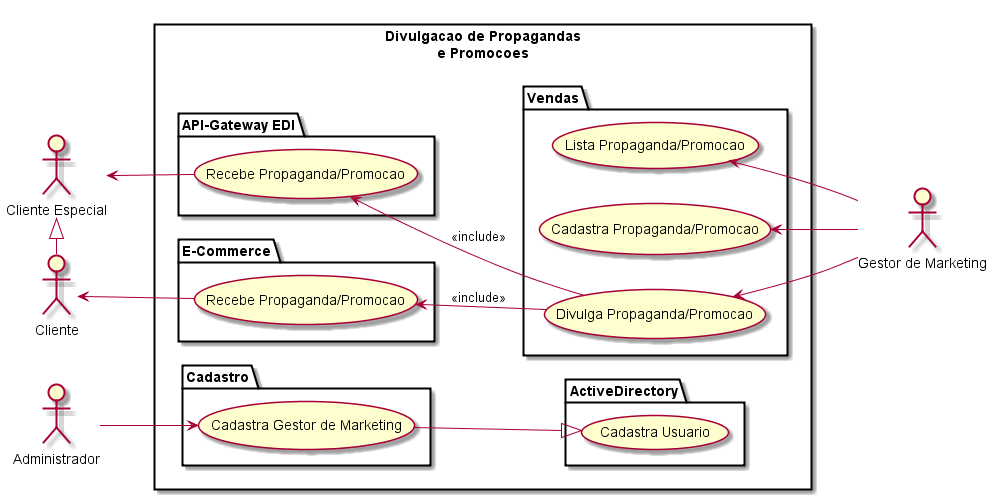 Divulgacao de Propagandas
e Promocoes
Vendas
Lista Propaganda/Promocao
Cadastra Propaganda/Promocao
Divulga Propaganda/Promocao
API-Gateway EDI
Recebe Propaganda/Promocao
E-Commerce
Recebe Propaganda/Promocao
«include»
«include»
Cadastro
Cadastra Gestor de Marketing
ActiveDirectory
Cadastra Usuario
Cliente Especial
Cliente
Administrador
Gestor de Marketing